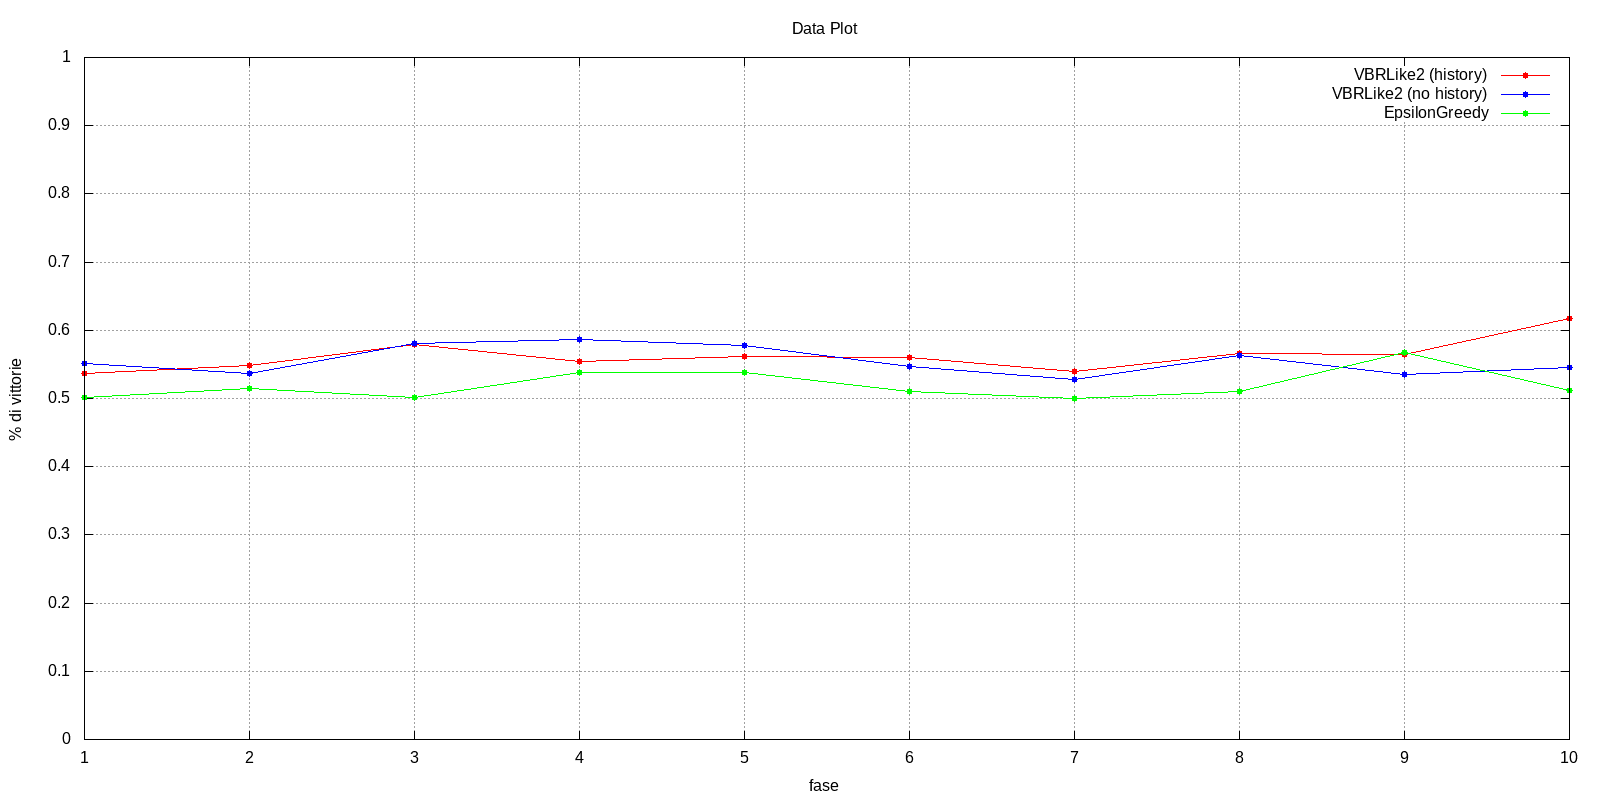 Data Plot
VBRLike2 (history)
VBRLike2 (no history)
EpsilonGreedy
1
0.9
0.8
0.7
0.6
0.5
0.4
0.3
0.2
0.1
0
% di vittorie
1 2 3 4 5 6 7 8 9 10
fase